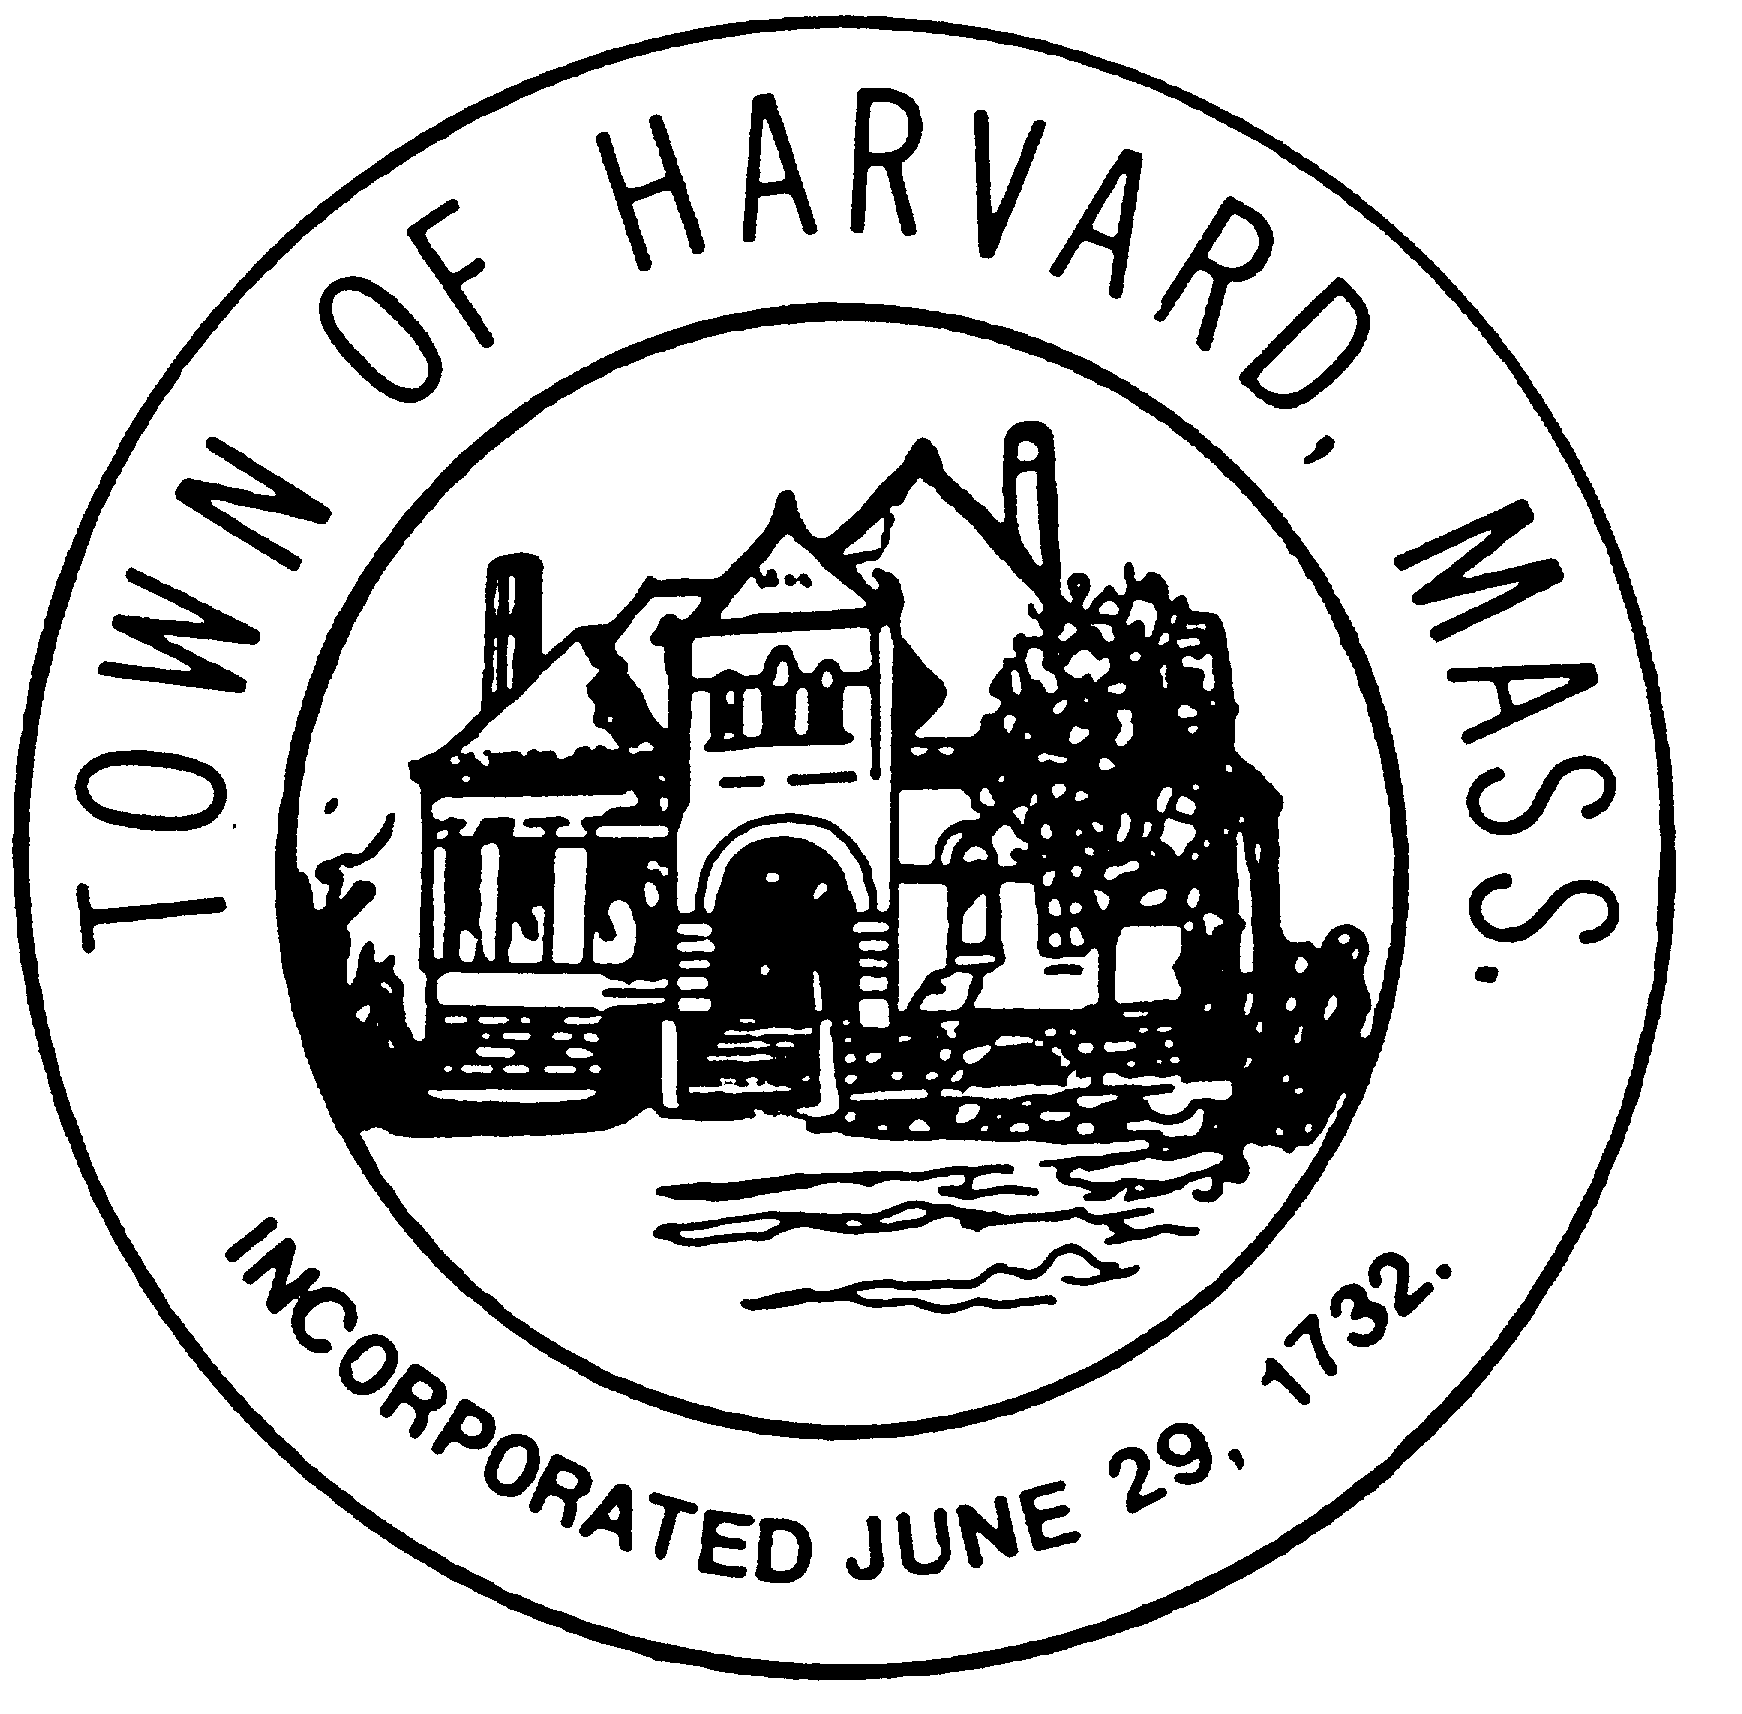 TOWN OF HARVARD, MASS.
INCORPORATED JUNE 29, 1732.